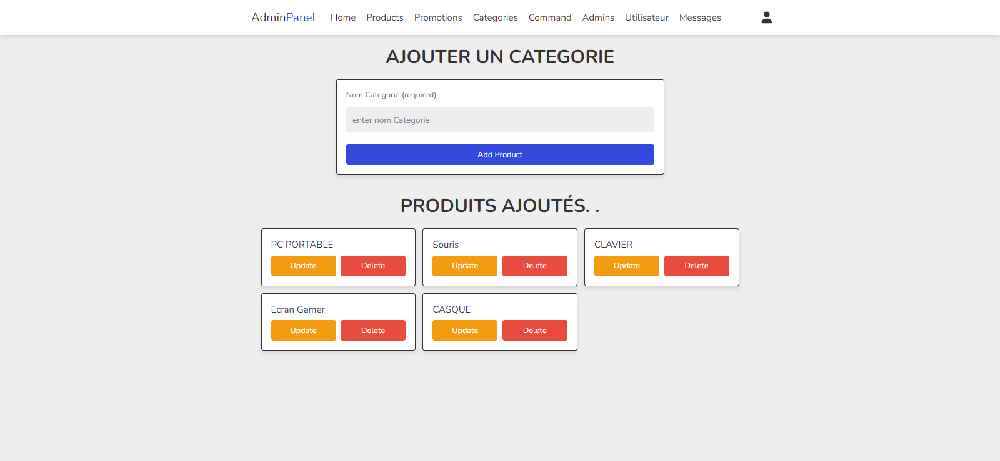 AdminPanel Home Products Promotions Categories Command Admins Utilisateur Messages
AJOUTER UN CATEGORIE
Nom Categorie (required)
enter nom Categorie
Add Product
PRODUITS AJOUTÉS. .
PC PORTABLE
Update Delete
Souris
Update Delete
CLAVIER
Update Delete
Ecran Gamer
Update Delete
CASQUE
Update Delete